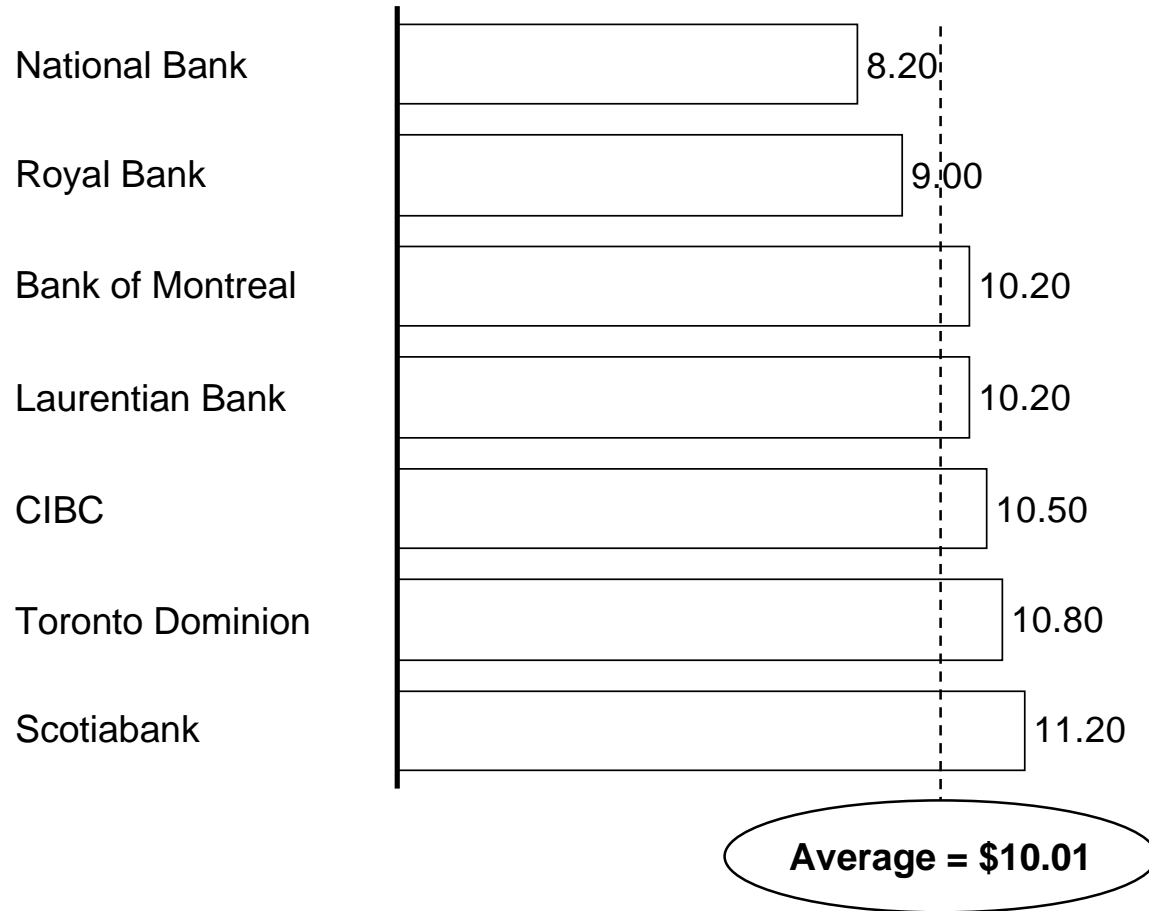 National Bank 8.20
Royal Bank 9.00
Bank of Montreal 10.20
Laurentian Bank 10.20
CIBC 10.50
Toronto Dominion 10.80
Scotiabank 11.20
Average = $10.01